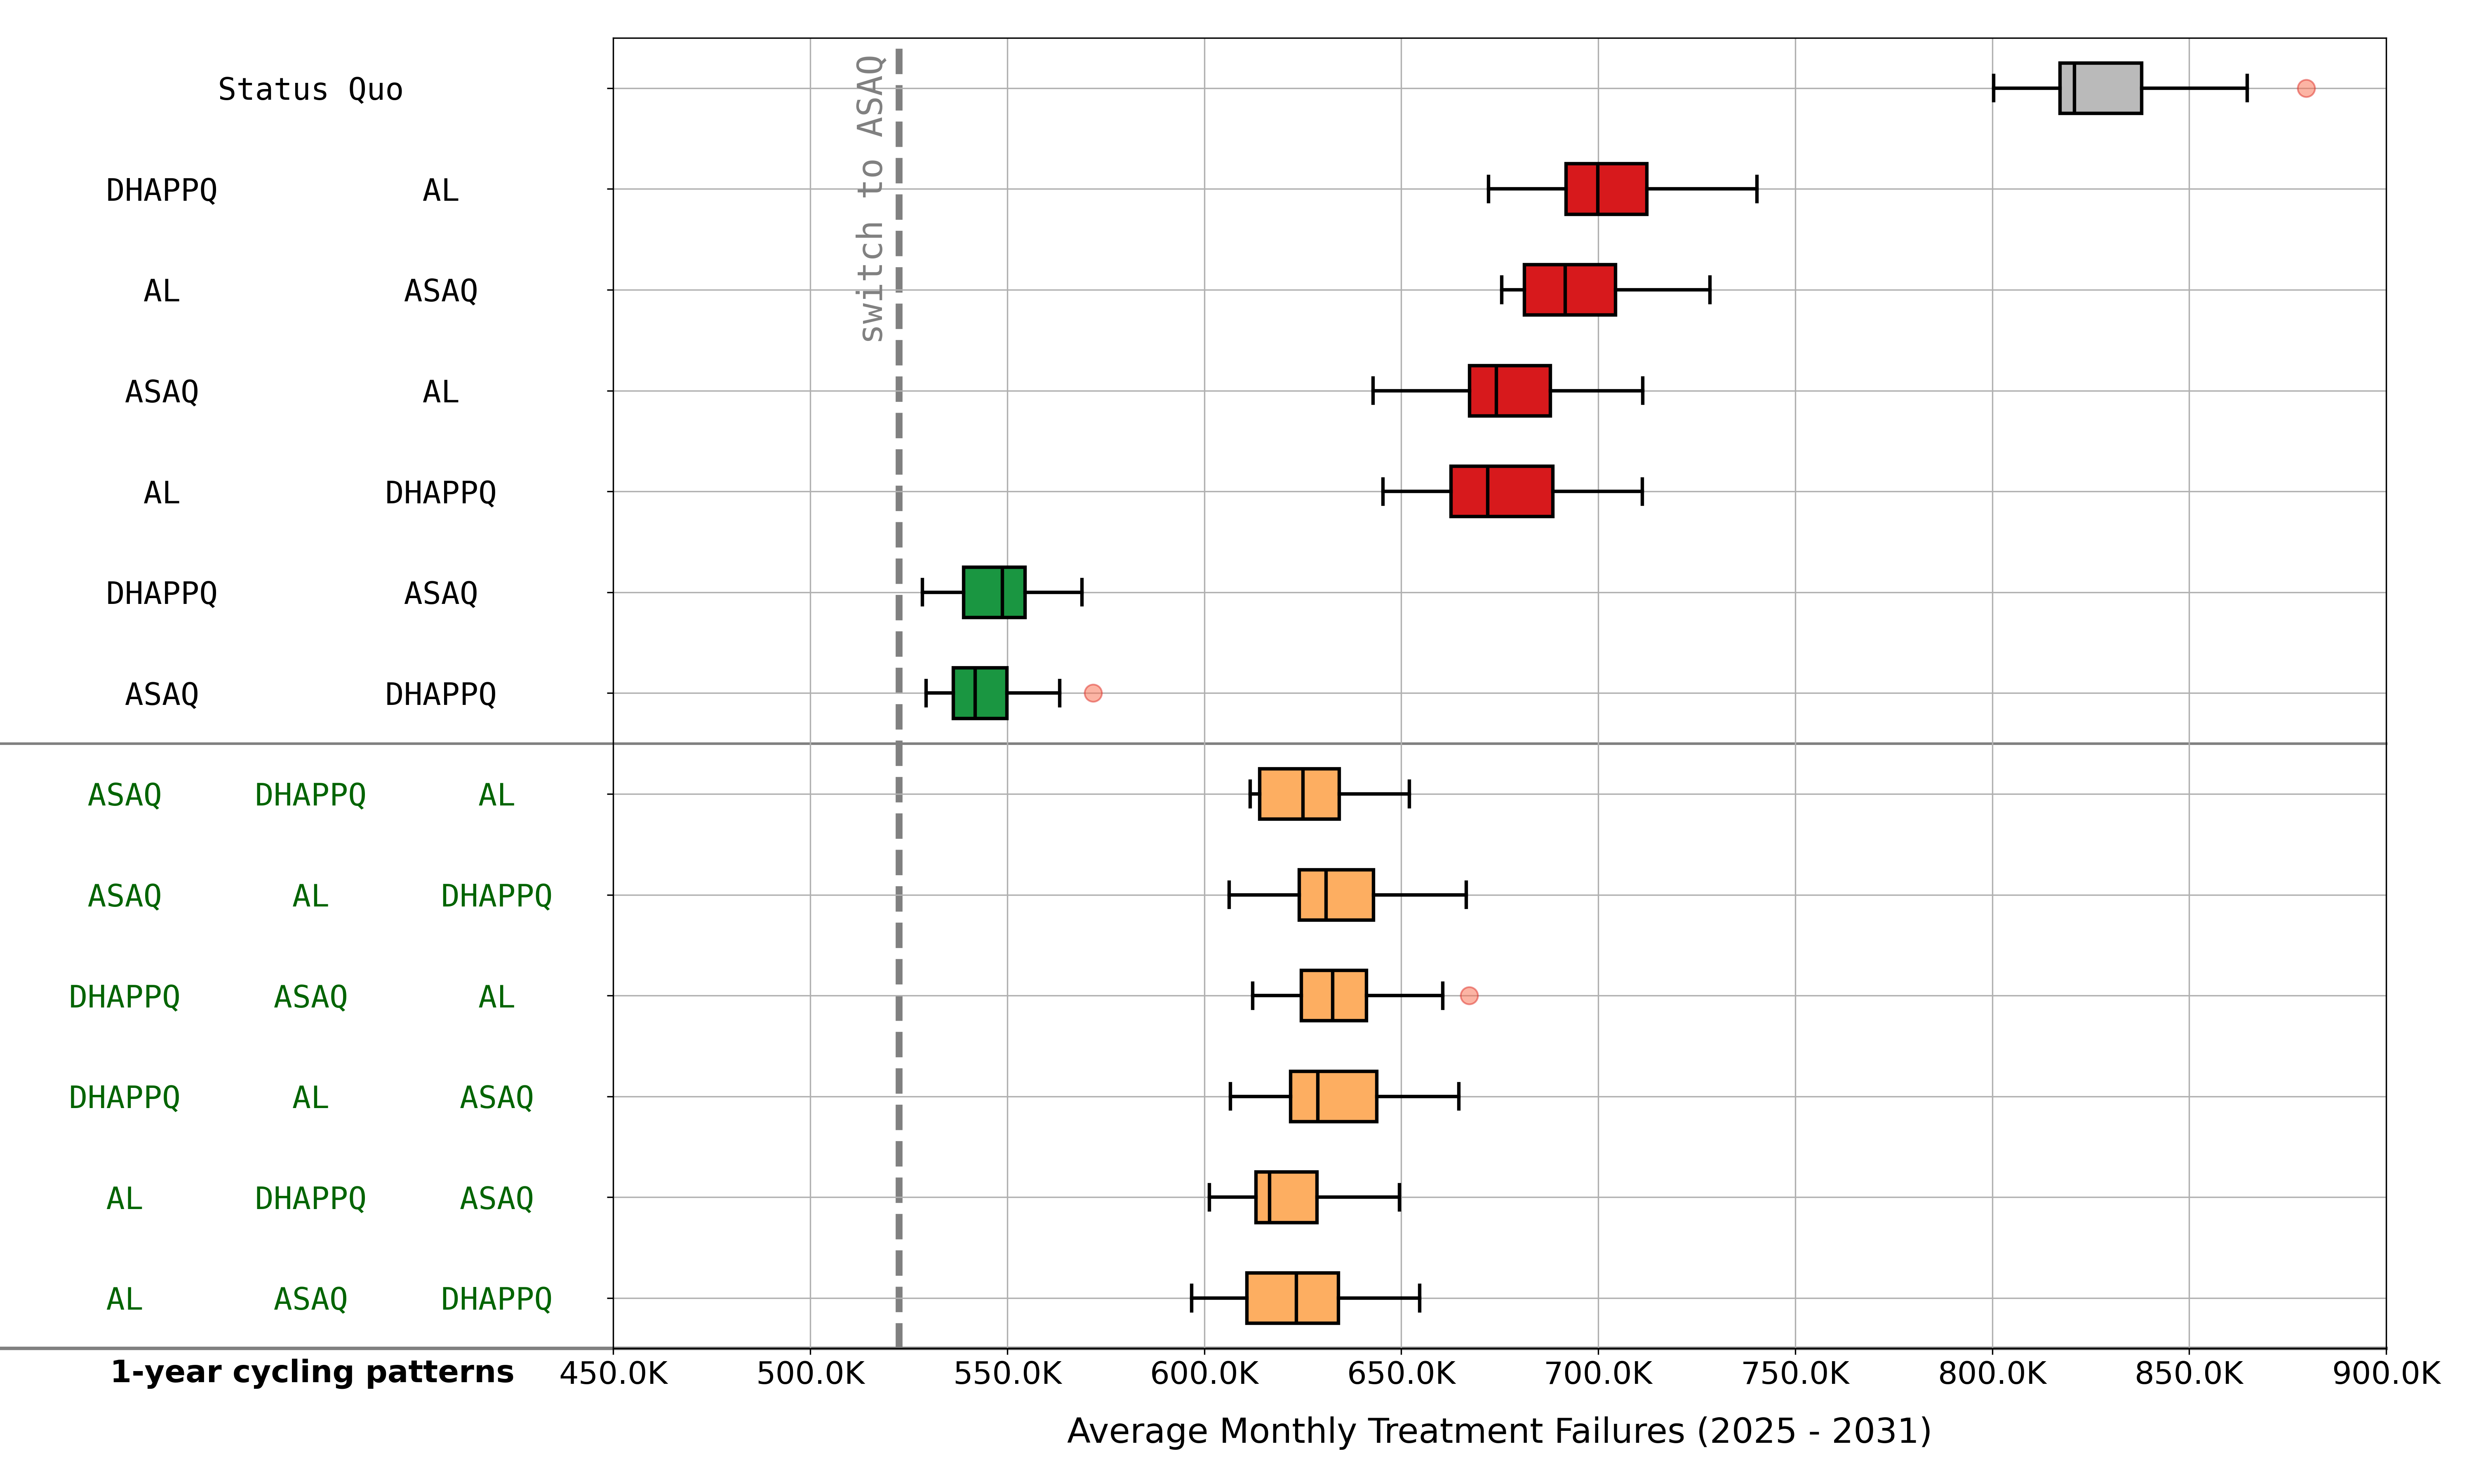 switch to ASAQ
Status Quo
DHAPPQ AL
AL ASAQ
ASAQ AL
AL DHAPPQ
DHAPPQ ASAQ
ASAQ DHAPPQ
ASAQ DHAPPQ AL
ASAQ AL DHAPPQ
DHAPPQ ASAQ AL
DHAPPQ AL ASAQ
AL DHAPPQ ASAQ
AL ASAQ DHAPPQ
1-year cycling patterns 450.0K 500.0K 550.0K 600.0K 650.0K 700.0K 750.0K 800.0K 850.0K 900.0K
Average Monthly Treatment Failures (2025 - 2031)